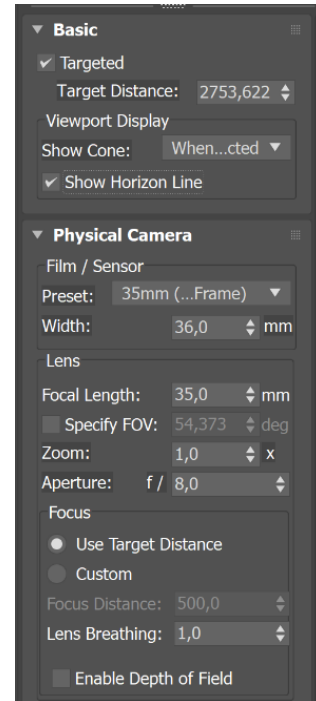 Basic
Targeted
Target Distance: 2753,622
Viewport Display
Show Cone: When...cted
Show Horizon Line
Physical Camera
Film / Sensor
Preset: 35mm (...Frame)
Width: 36,0 mm
Lens
Focal Length: 35,0 mm
Specify FOV: 54,373 deg
Zoom: 1,0 x
Aperture: f / 8,0
Focus
Use Target Distance
Custom
Focus Distance: 500,0
Lens Breathing: 1,0
Enable Depth of Field